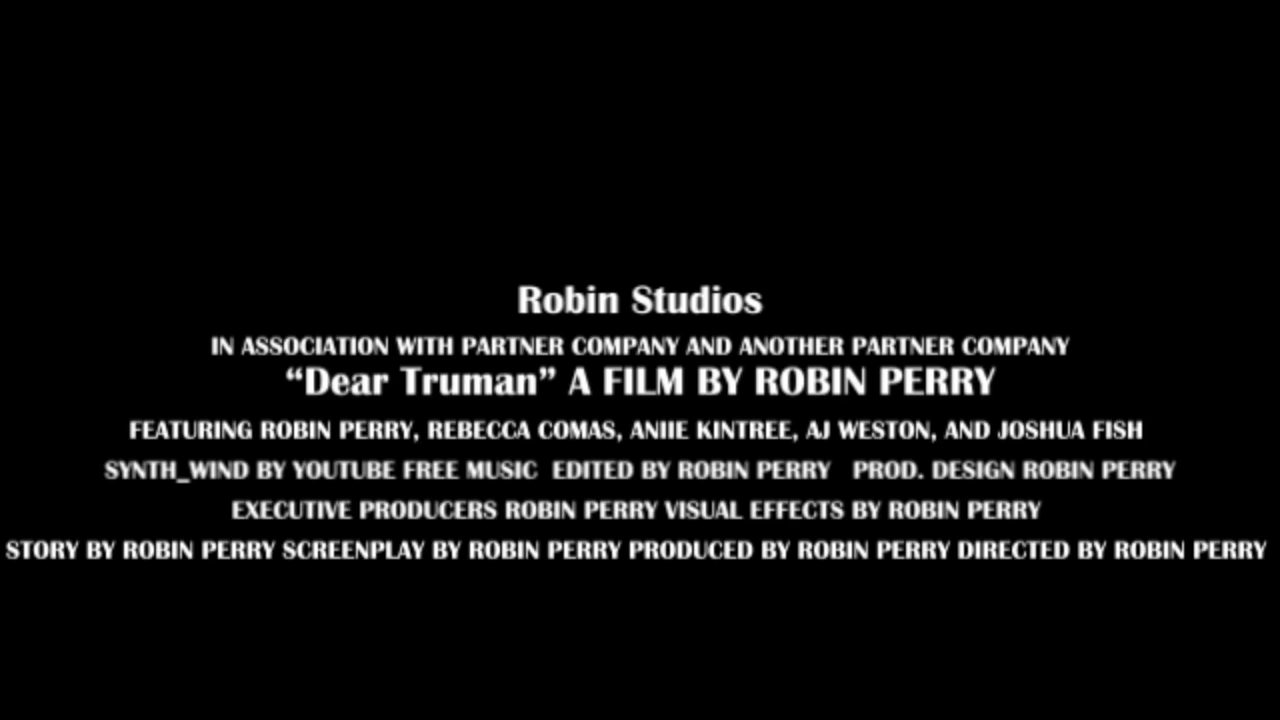 Robin Studios
IN ASSOCIATION WITH PARTNER COMPANY AND ANOTHER PARTNER COMPANY
“Dear Truman” A FILM BY ROBIN PERRY
FEATURING ROBIN PERRY, REBECCA COMAS, ANIIE KINTREE, AJ WESTON, AND JOSHUA FISH
SYNTH_WIND BY YOUTUBE FREE MUSIC EDITED BY ROBIN PERRY PROD. DESIGN ROBIN PERRY
EXECUTIVE PRODUCERS ROBIN PERRY VISUAL EFFECTS BY ROBIN PERRY
STORY BY ROBIN PERRY SCREENPLAY BY ROBIN PERRY PRODUCED BY ROBIN PERRY DIRECTED BY ROBIN PERRY